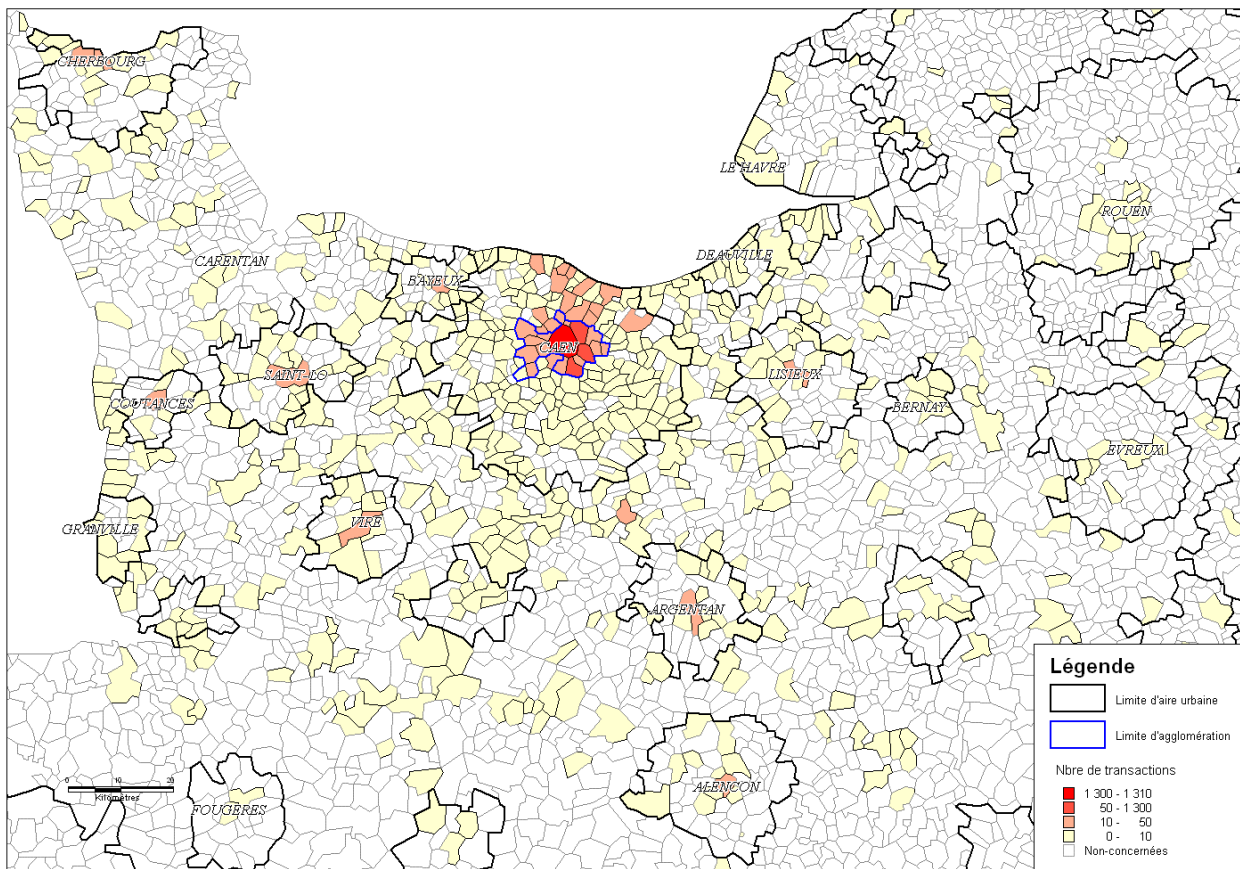 CHERBOURG
LE HAVRE
ROUEN
CARENTAN
DEAUVILLE
BAYEUX
CAEN
SAINT-LO
LISIEUX
COUTANCES
BERNAY
EVREUX
GRANVILLE
VIRE
ARGENTAN
ALENCON
FOUGERES
0 10 20
Kilomètres
Légende
Limite d'aire urbaine
Limite d'agglomération
Nbre de transactions
1 300 - 1 310
50 - 1 300
10 - 50
0 - 10
Non-concernées